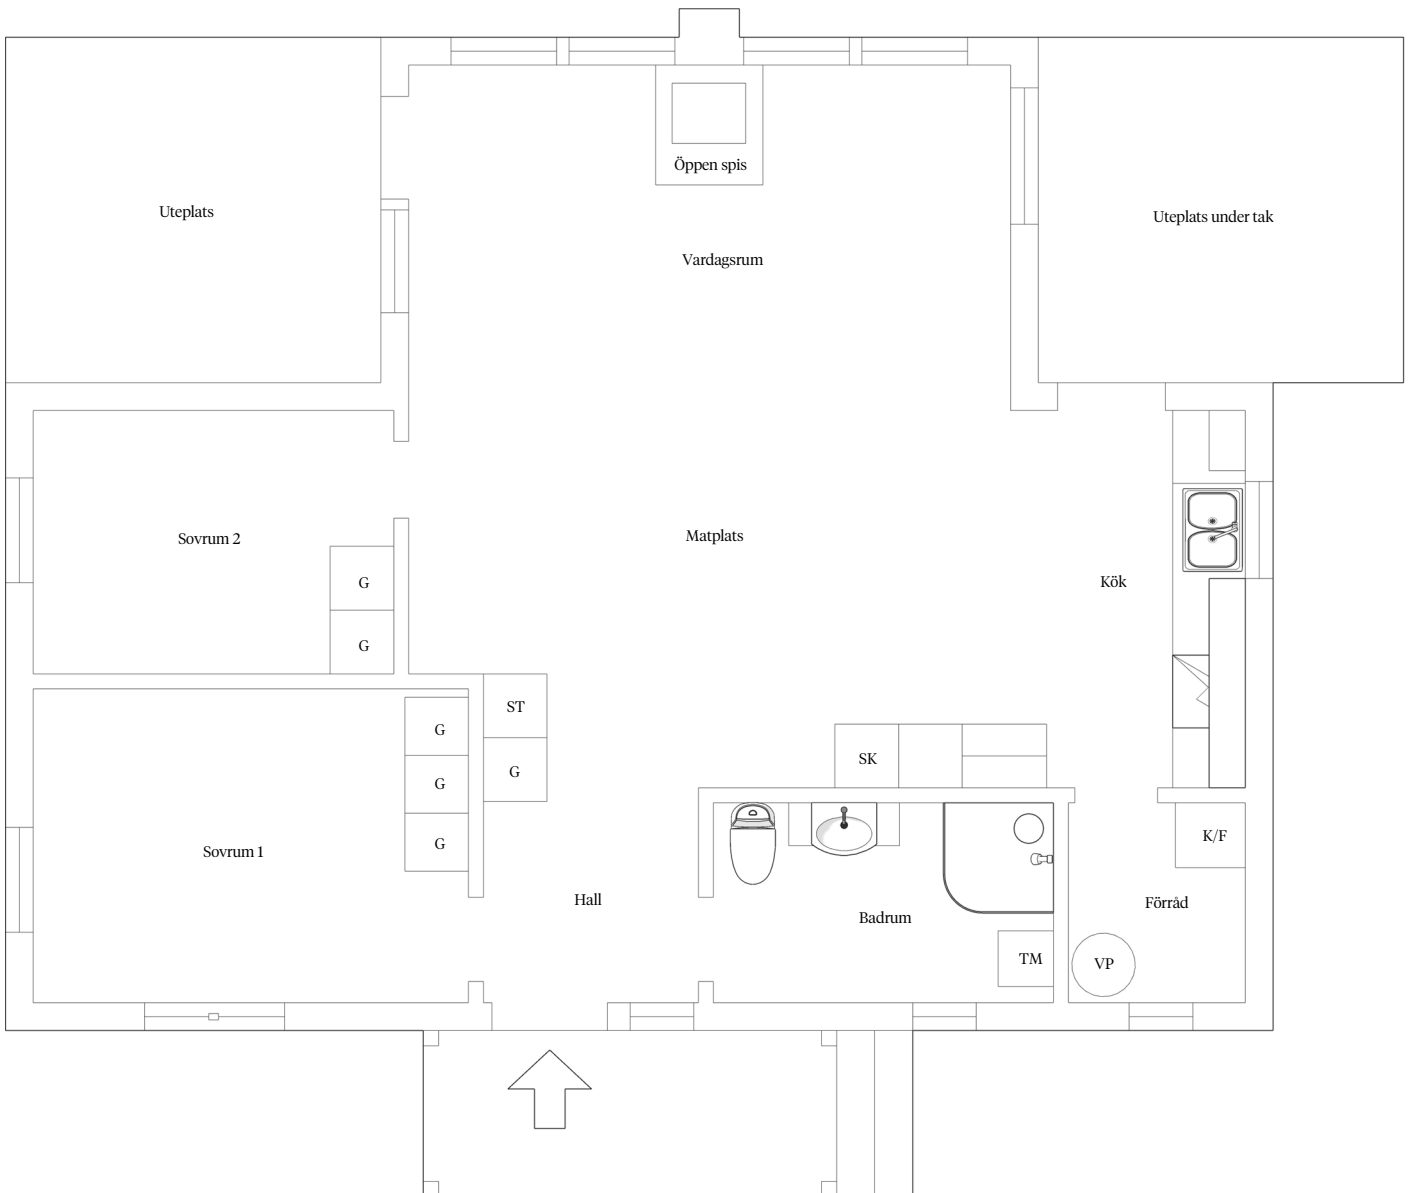 Öppen spis
Uteplats
Uteplats under tak
Vardagsrum
Matplats
Sovrum 2
Kök
G
G
ST
G
SK
G
G
K/F
G
Sovrum 1
Hall
Förråd
Badrum
TM
VP